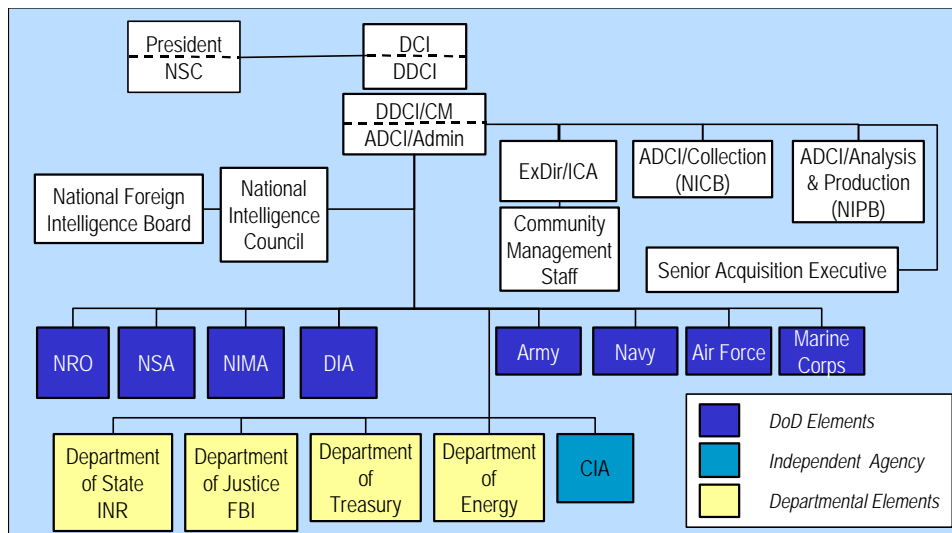 President
NSC
DCI
DDCI
DDCI/CM
ADCI/Admin
ExDir/ICA
ADCI/Collection
(NICB)
ADCI/Analysis
& Production
(NIPB)
National Foreign
Intelligence Board
National
Intelligence
Council
Community
Management
Staff
Senior Acquisition Executive
NRO
NSA
NIMA
DIA
Army
Navy
Air Force
Marine
Corps
Department
of State
INR
Department
of Justice
FBI
Department
of
Treasury
Department
of
Energy
CIA
DoD Elements
Independent Agency
Departmental Elements